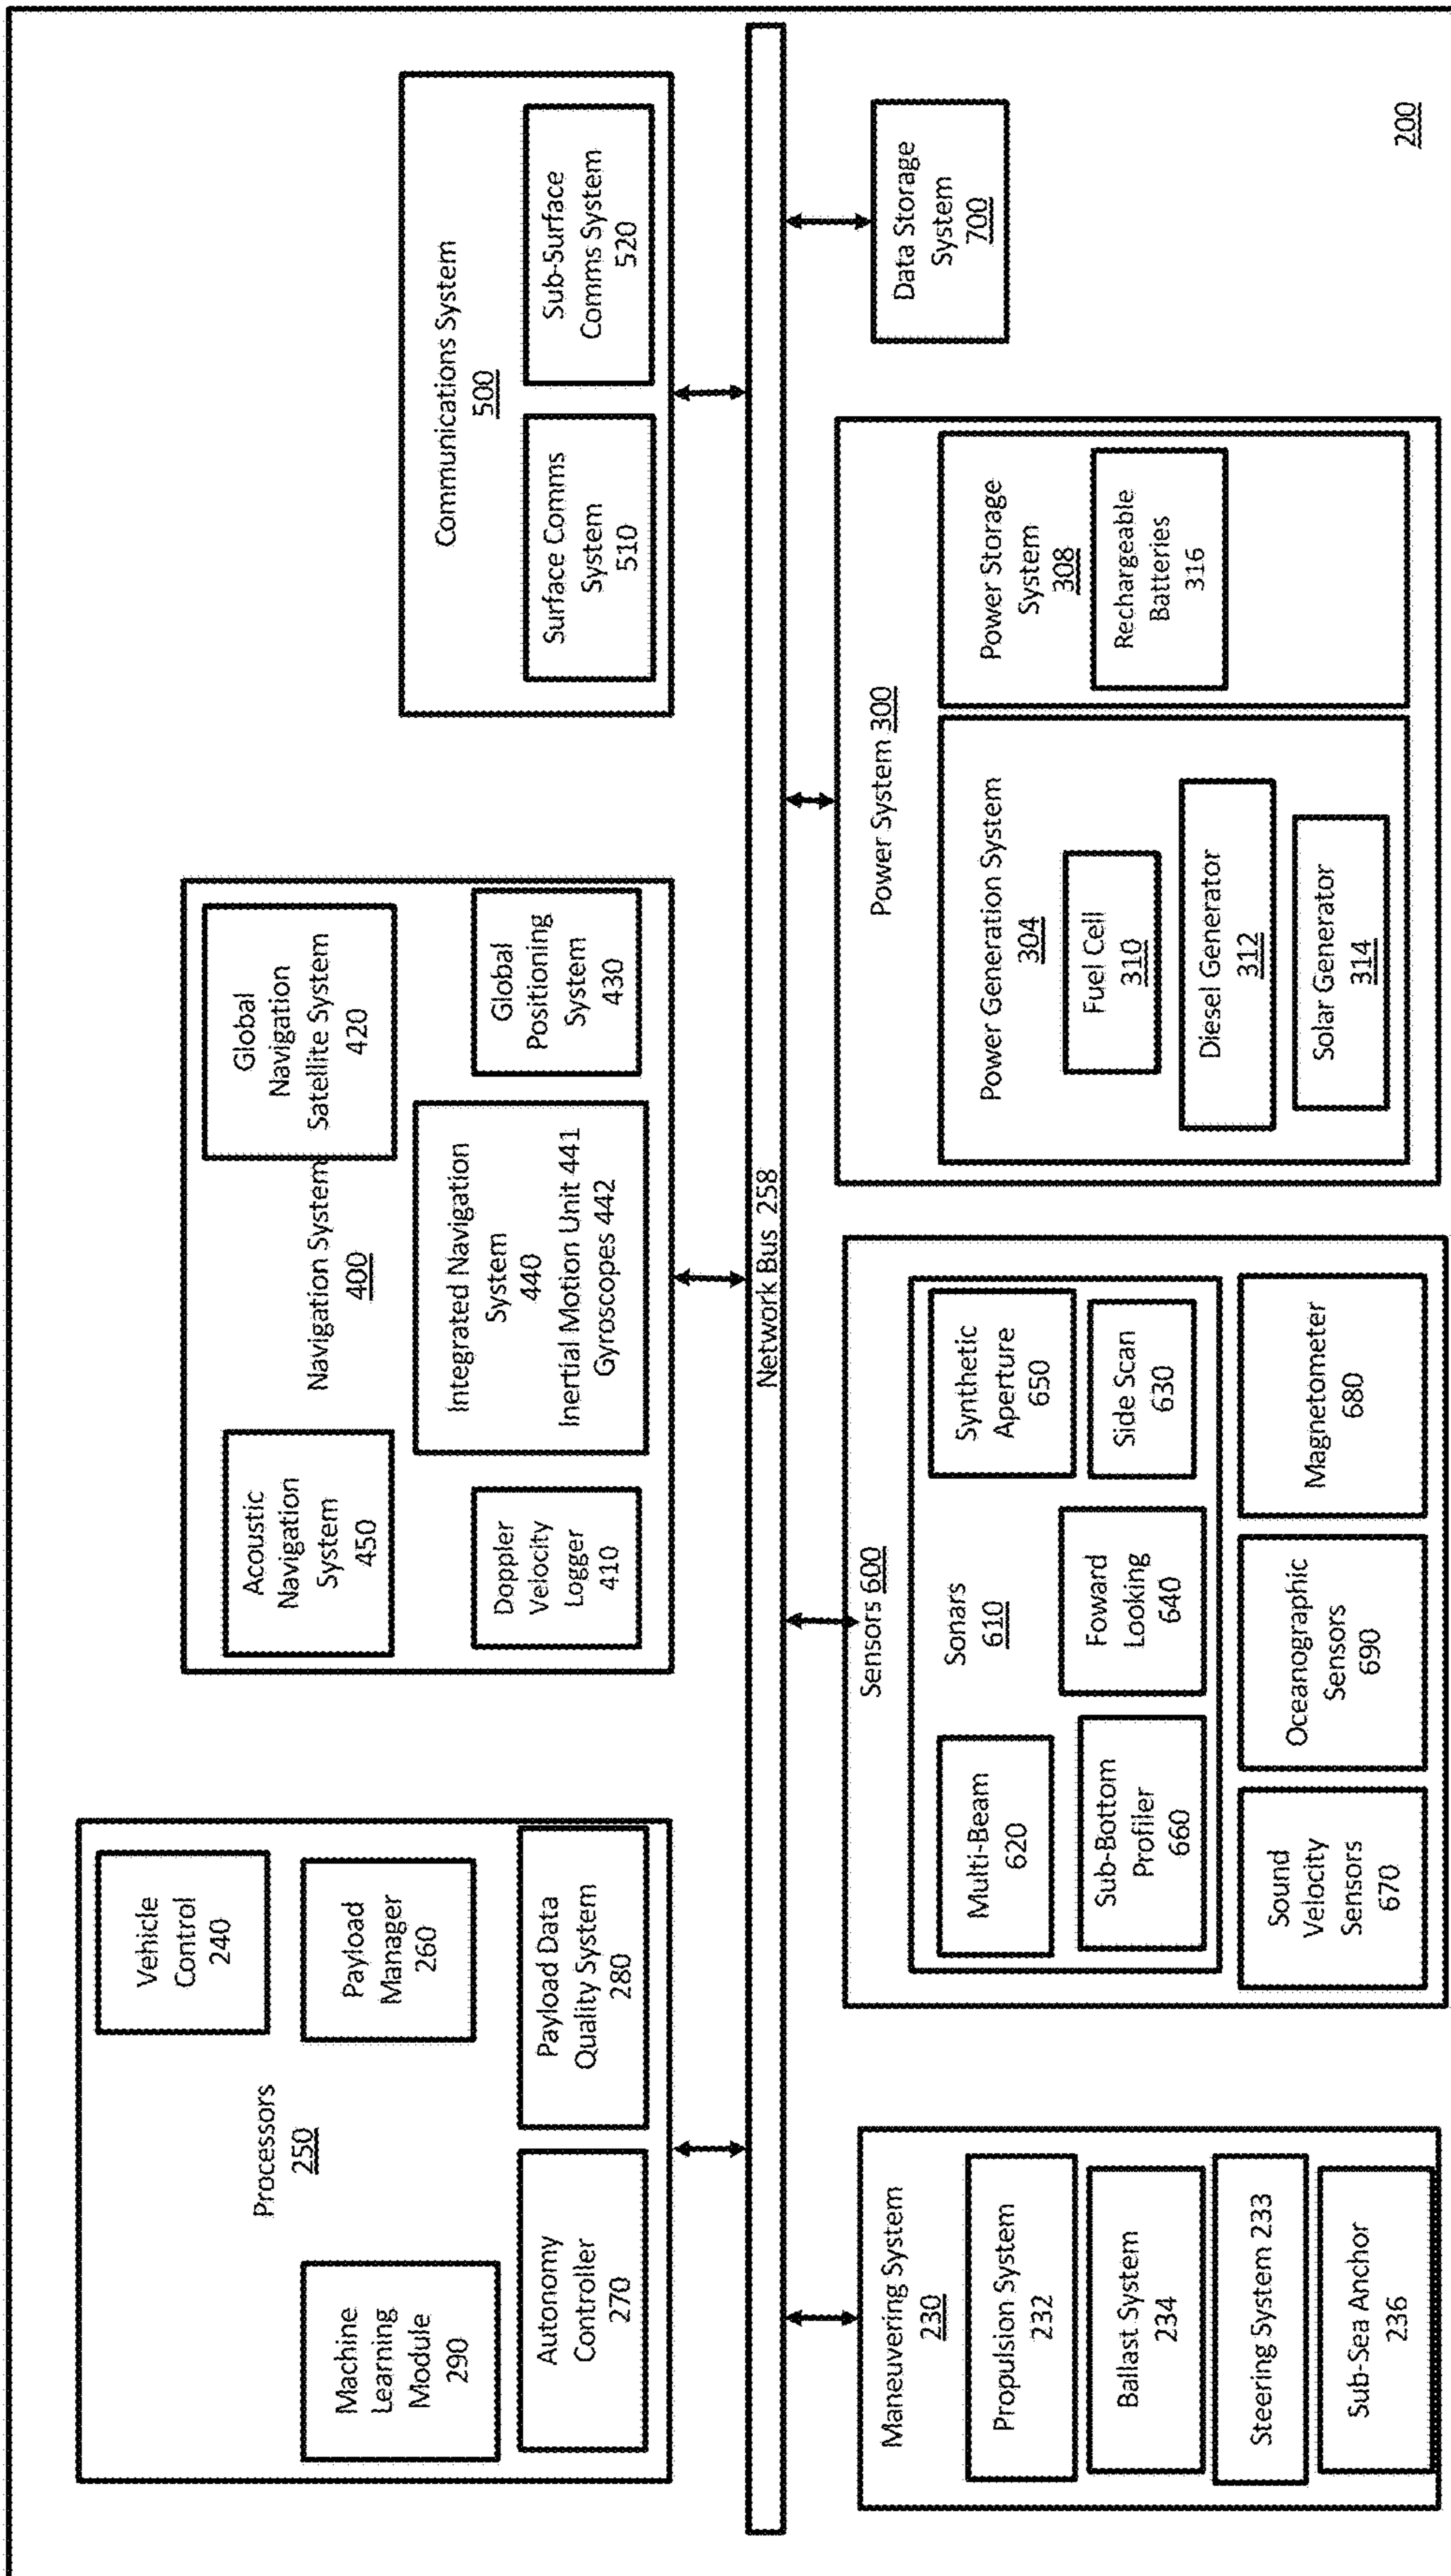 Processors
250
Vehicle
Control
240
Machine
Learning
Module
290
Payload
Manager
260
Autonomy
Controller
270
Payload Data
Quality System
280
Navigation System
400
Acoustic
Navigation
System
450
Global
Navigation
Satellite System
420
Doppler
Velocity
Logger
410
Integrated Navigation
System
440
Inertial Motion Unit 441
Gyroscopes 442
Global
Positioning
System
430
Communications System
500
Surface Comms
System
510
Sub-Surface
Comms System
520
Network Bus 258
Maneuvering System
230
Propulsion System
232
Ballast System
234
Steering System 233
Sub-Sea Anchor
236
Sensors 600
Sonars
610
Multi-Beam
620
Synthetic
Aperture
650
Sub-Bottom
Profiler
660
Foward
Looking
640
Side Scan
630
Sound
Velocity
Sensors
670
Oceanographic
Sensors
690
Magnetometer
680
Power System 300
Power Generation System
304
Fuel Cell
310
Diesel Generator
312
Solar Generator
314
Power Storage
System
308
Rechargeable
Batteries
316
Data Storage
System
700
200